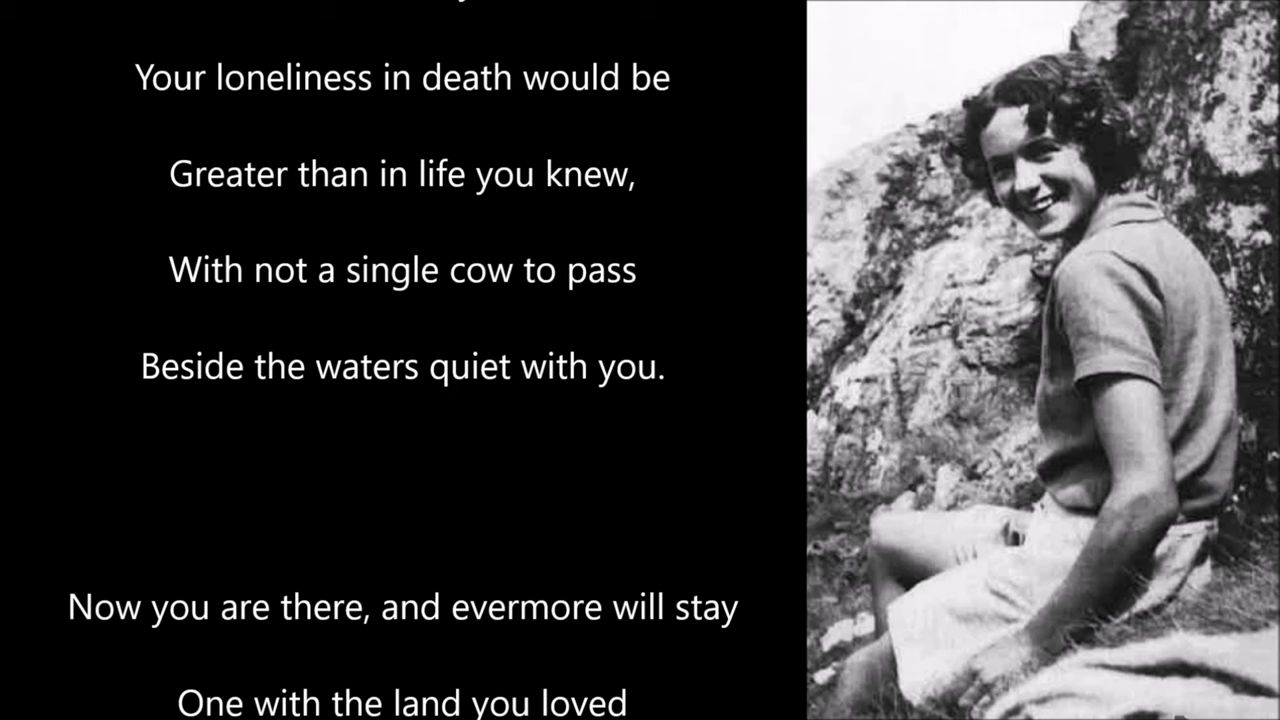 Your loneliness in death would be
Greater than in life you knew,
With not a single cow to pass
Beside the waters quiet with you.
Now you are there, and evermore will stay
One with the land you loved